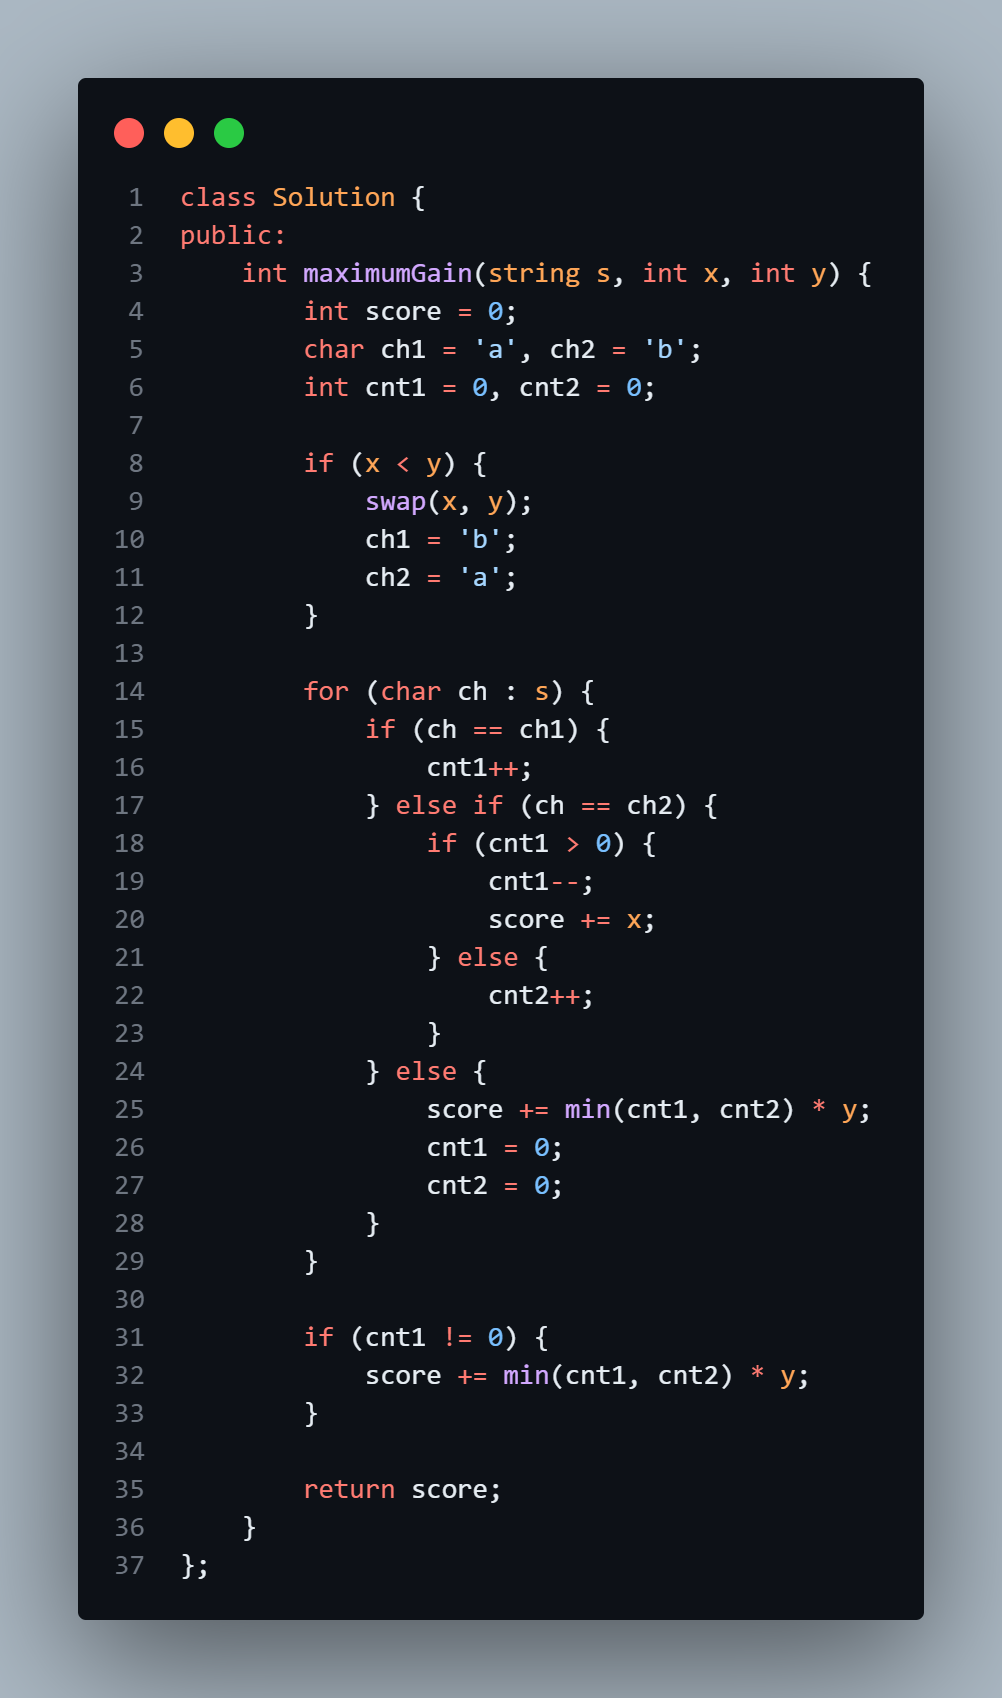 1 class Solution {
2 public:
3     int maximumGain(string s, int x, int y) {
4         int score = 0;
5         char ch1 = 'a', ch2 = 'b';
6         int cnt1 = 0, cnt2 = 0;
7
8         if (x < y) {
9             swap(x, y);
10             ch1 = 'b';
11             ch2 = 'a';
12         }
13
14         for (char ch : s) {
15             if (ch == ch1) {
16                 cnt1++;
17             } else if (ch == ch2) {
18                 if (cnt1 > 0) {
19                     cnt1--;
20                     score += x;
21                 } else {
22                     cnt2++;
23                 }
24             } else {
25                 score += min(cnt1, cnt2) * y;
26                 cnt1 = 0;
27                 cnt2 = 0;
28             }
29         }
30
31         if (cnt1 != 0) {
32             score += min(cnt1, cnt2) * y;
33         }
34
35         return score;
36     }
37 };